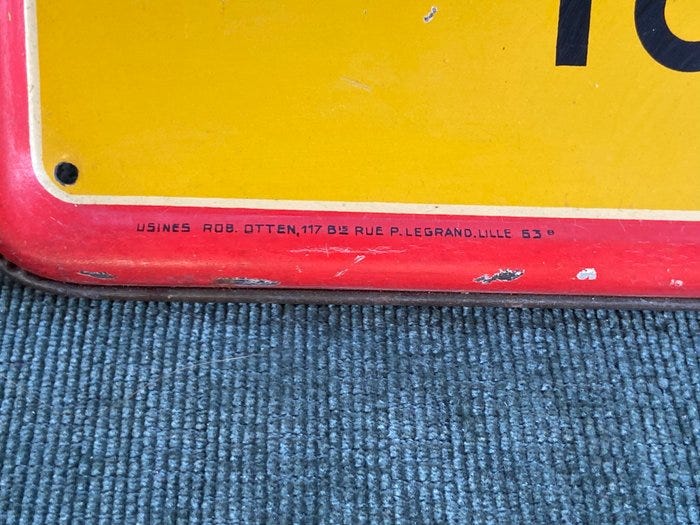 USINES ROB. OTTEN, 117 BIS RUE P. LEGRAND. LILLE 53 B